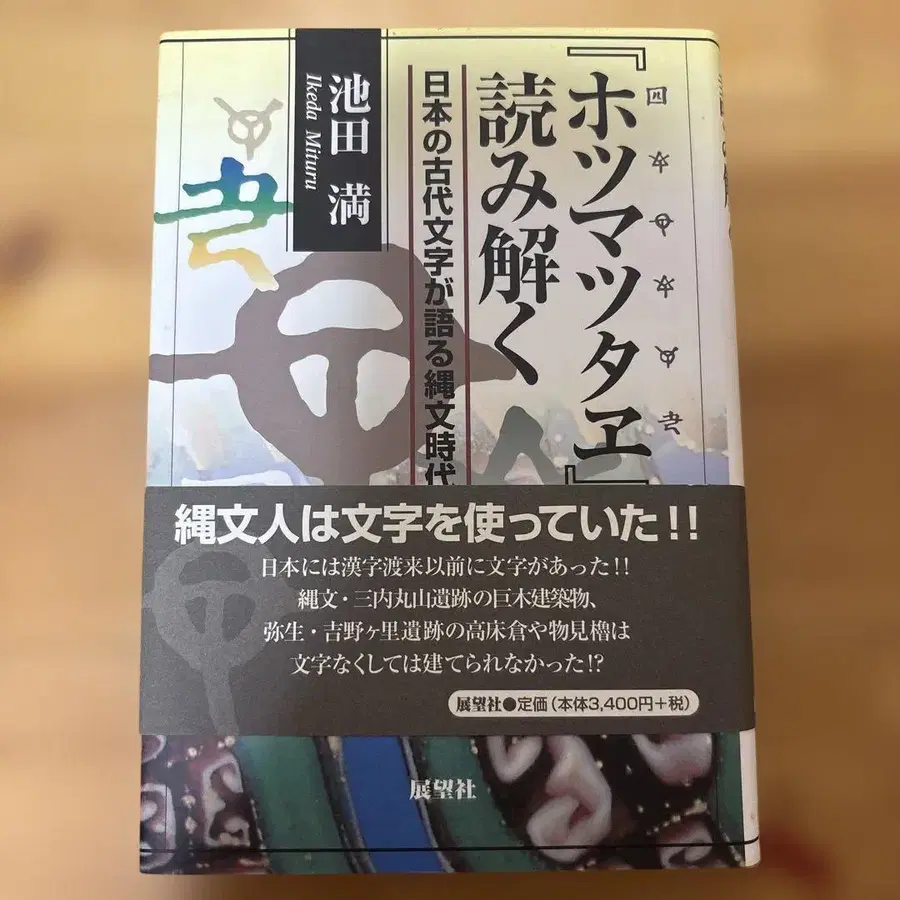 『ホツマツタヱ』
読み解く
日本の古代文字が語る縄文時代
池田 満
Ikeda Mituru
縄文人は文字を使っていた!!
日本には漢字渡来以前に文字があった!!
縄文・三内丸山遺跡の巨木建築物、
弥生・吉野ヶ里遺跡の高床倉や物見櫓は
文字なくしては建てられなかった!?
展望社●定価(本体3,400円+税)
展望社